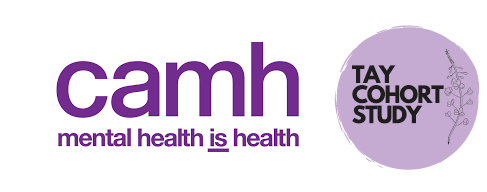 camh
mental health is health
TAY
COHORT
STUDY